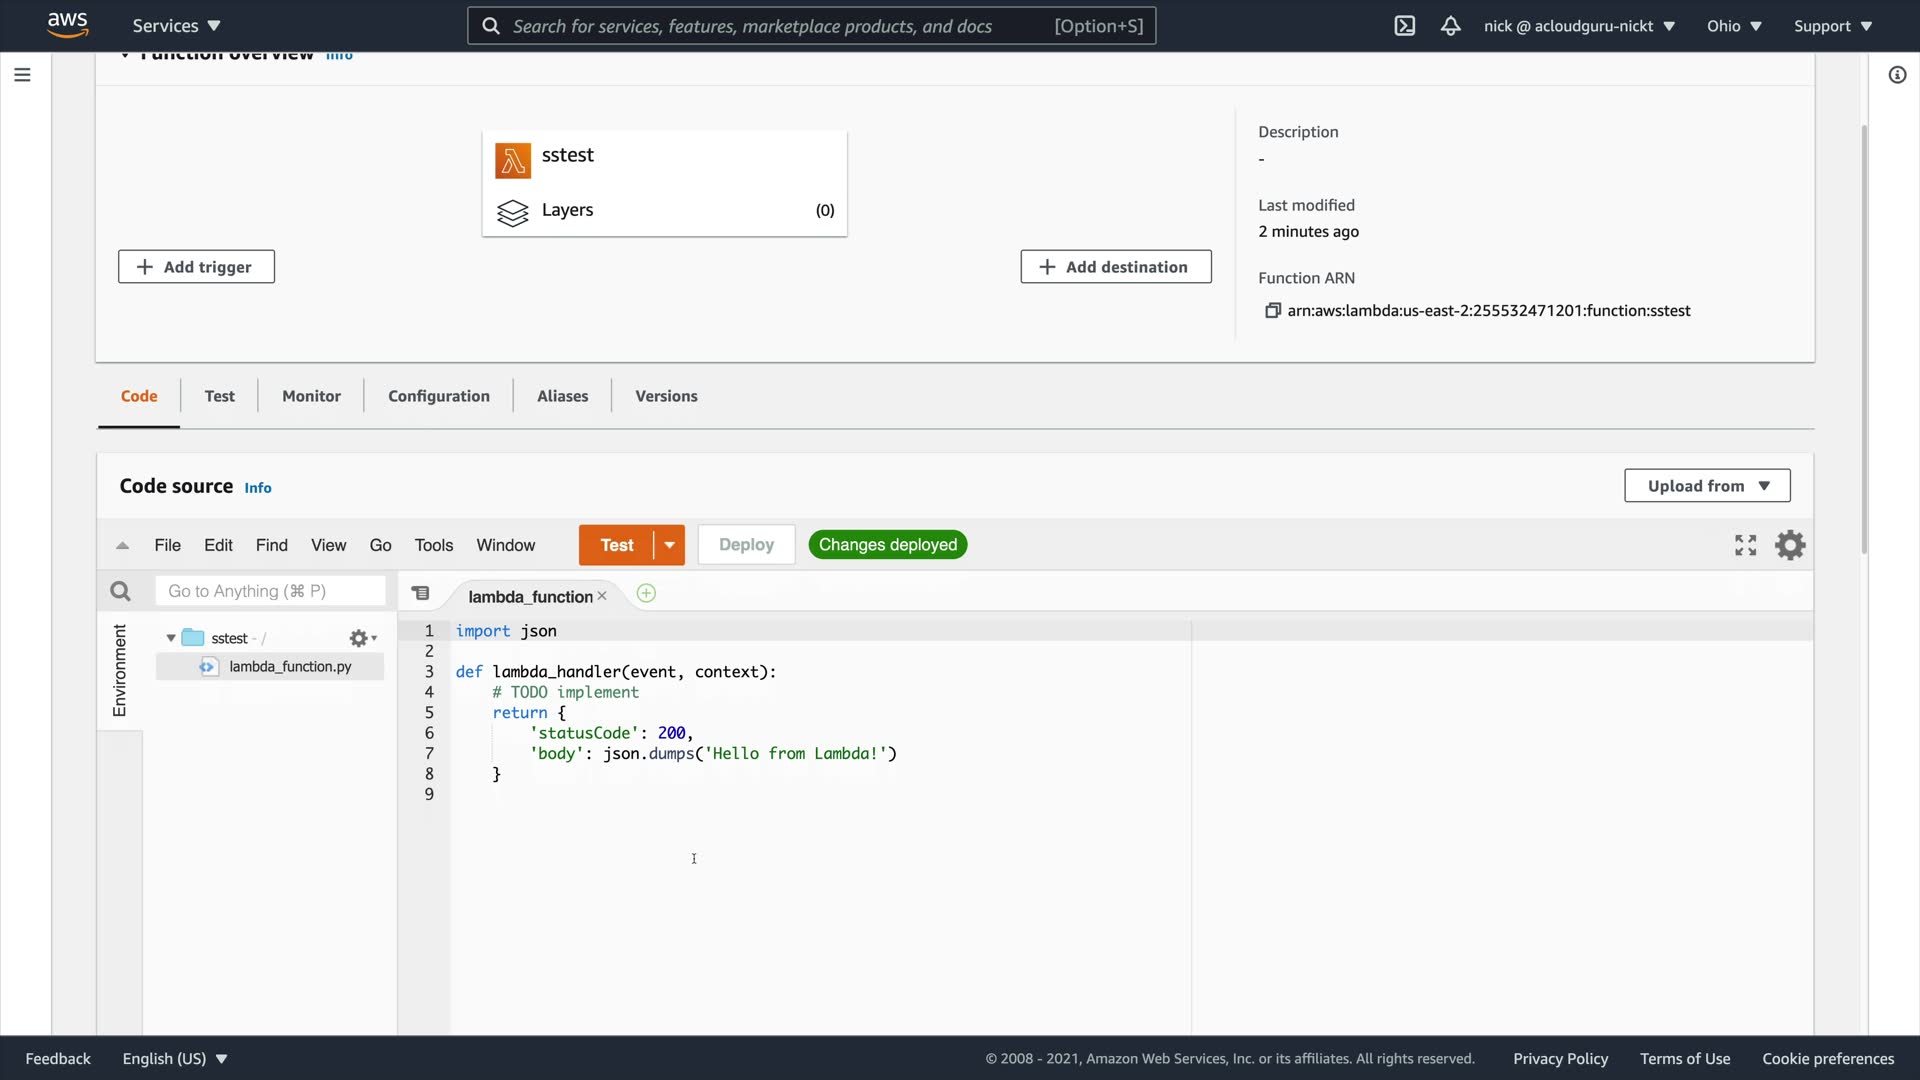 aws
Services
Search for services, features, marketplace products, and docs [Option+S]
nick @ acloudguru-nickt
Ohio
Support
Function overview Info
sstest
Layers (0)
+ Add trigger
+ Add destination
Description
-
Last modified
2 minutes ago
Function ARN
arn:aws:lambda:us-east-2:255532471201:function:sstest
Code
Test
Monitor
Configuration
Aliases
Versions
Code source Info
Upload from
File Edit Find View Go Tools Window
Test
Deploy
Changes deployed
Go to Anything (⌘ P)
lambda_function ×
Environment
sstest - /
lambda_function.py
1 import json
2
3 def lambda_handler(event, context):
4     # TODO implement
5     return {
6         'statusCode': 200,
7         'body': json.dumps('Hello from Lambda!')
8     }
9
Feedback
English (US)
© 2008 - 2021, Amazon Web Services, Inc. or its affiliates. All rights reserved.
Privacy Policy
Terms of Use
Cookie preferences